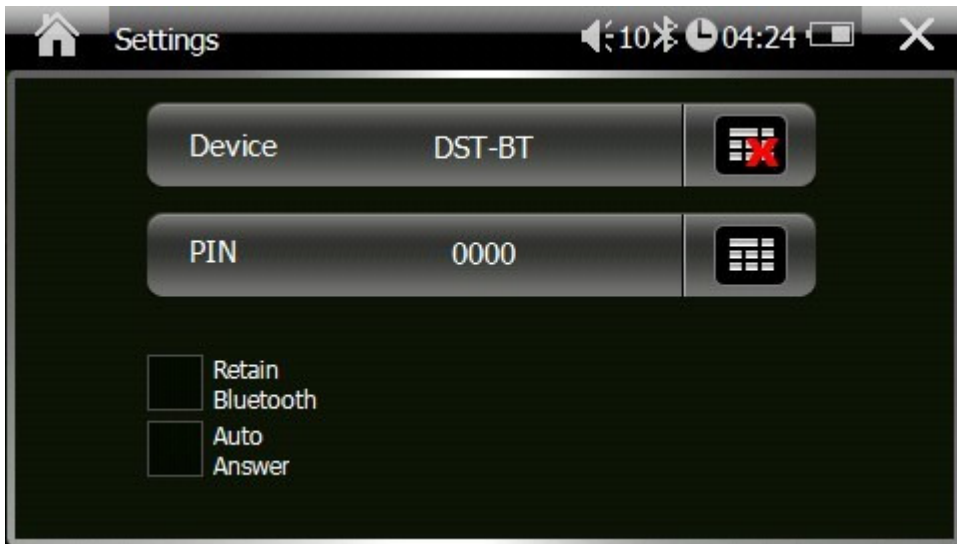 Settings 10 04:24
Device DST-BT
PIN 0000
Retain
Bluetooth
Auto
Answer